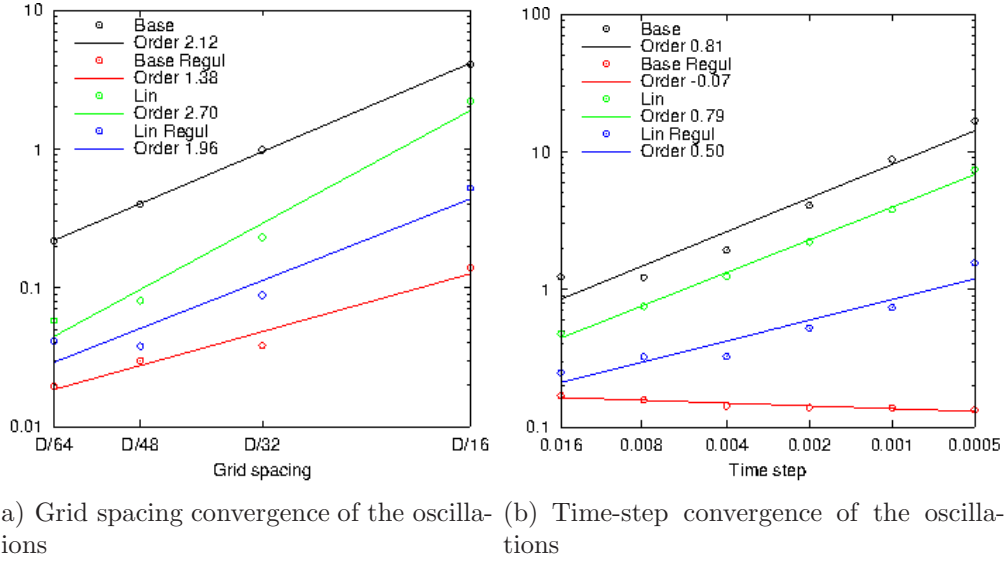 10
1
0.1
0.01
Base
Order 2.12
Base Regul
Order 1.38
Lin
Order 2.70
Lin Regul
Order 1.96
D/64 D/48 D/32 D/16
Grid spacing
100
10
1
0.1
Base
Order 0.81
Base Regul
Order -0.07
Lin
Order 0.79
Lin Regul
Order 0.50
0.016 0.008 0.004 0.002 0.001 0.0005
Time step
a) Grid spacing convergence of the oscilla-
ions
(b) Time-step convergence of the oscilla-
tions